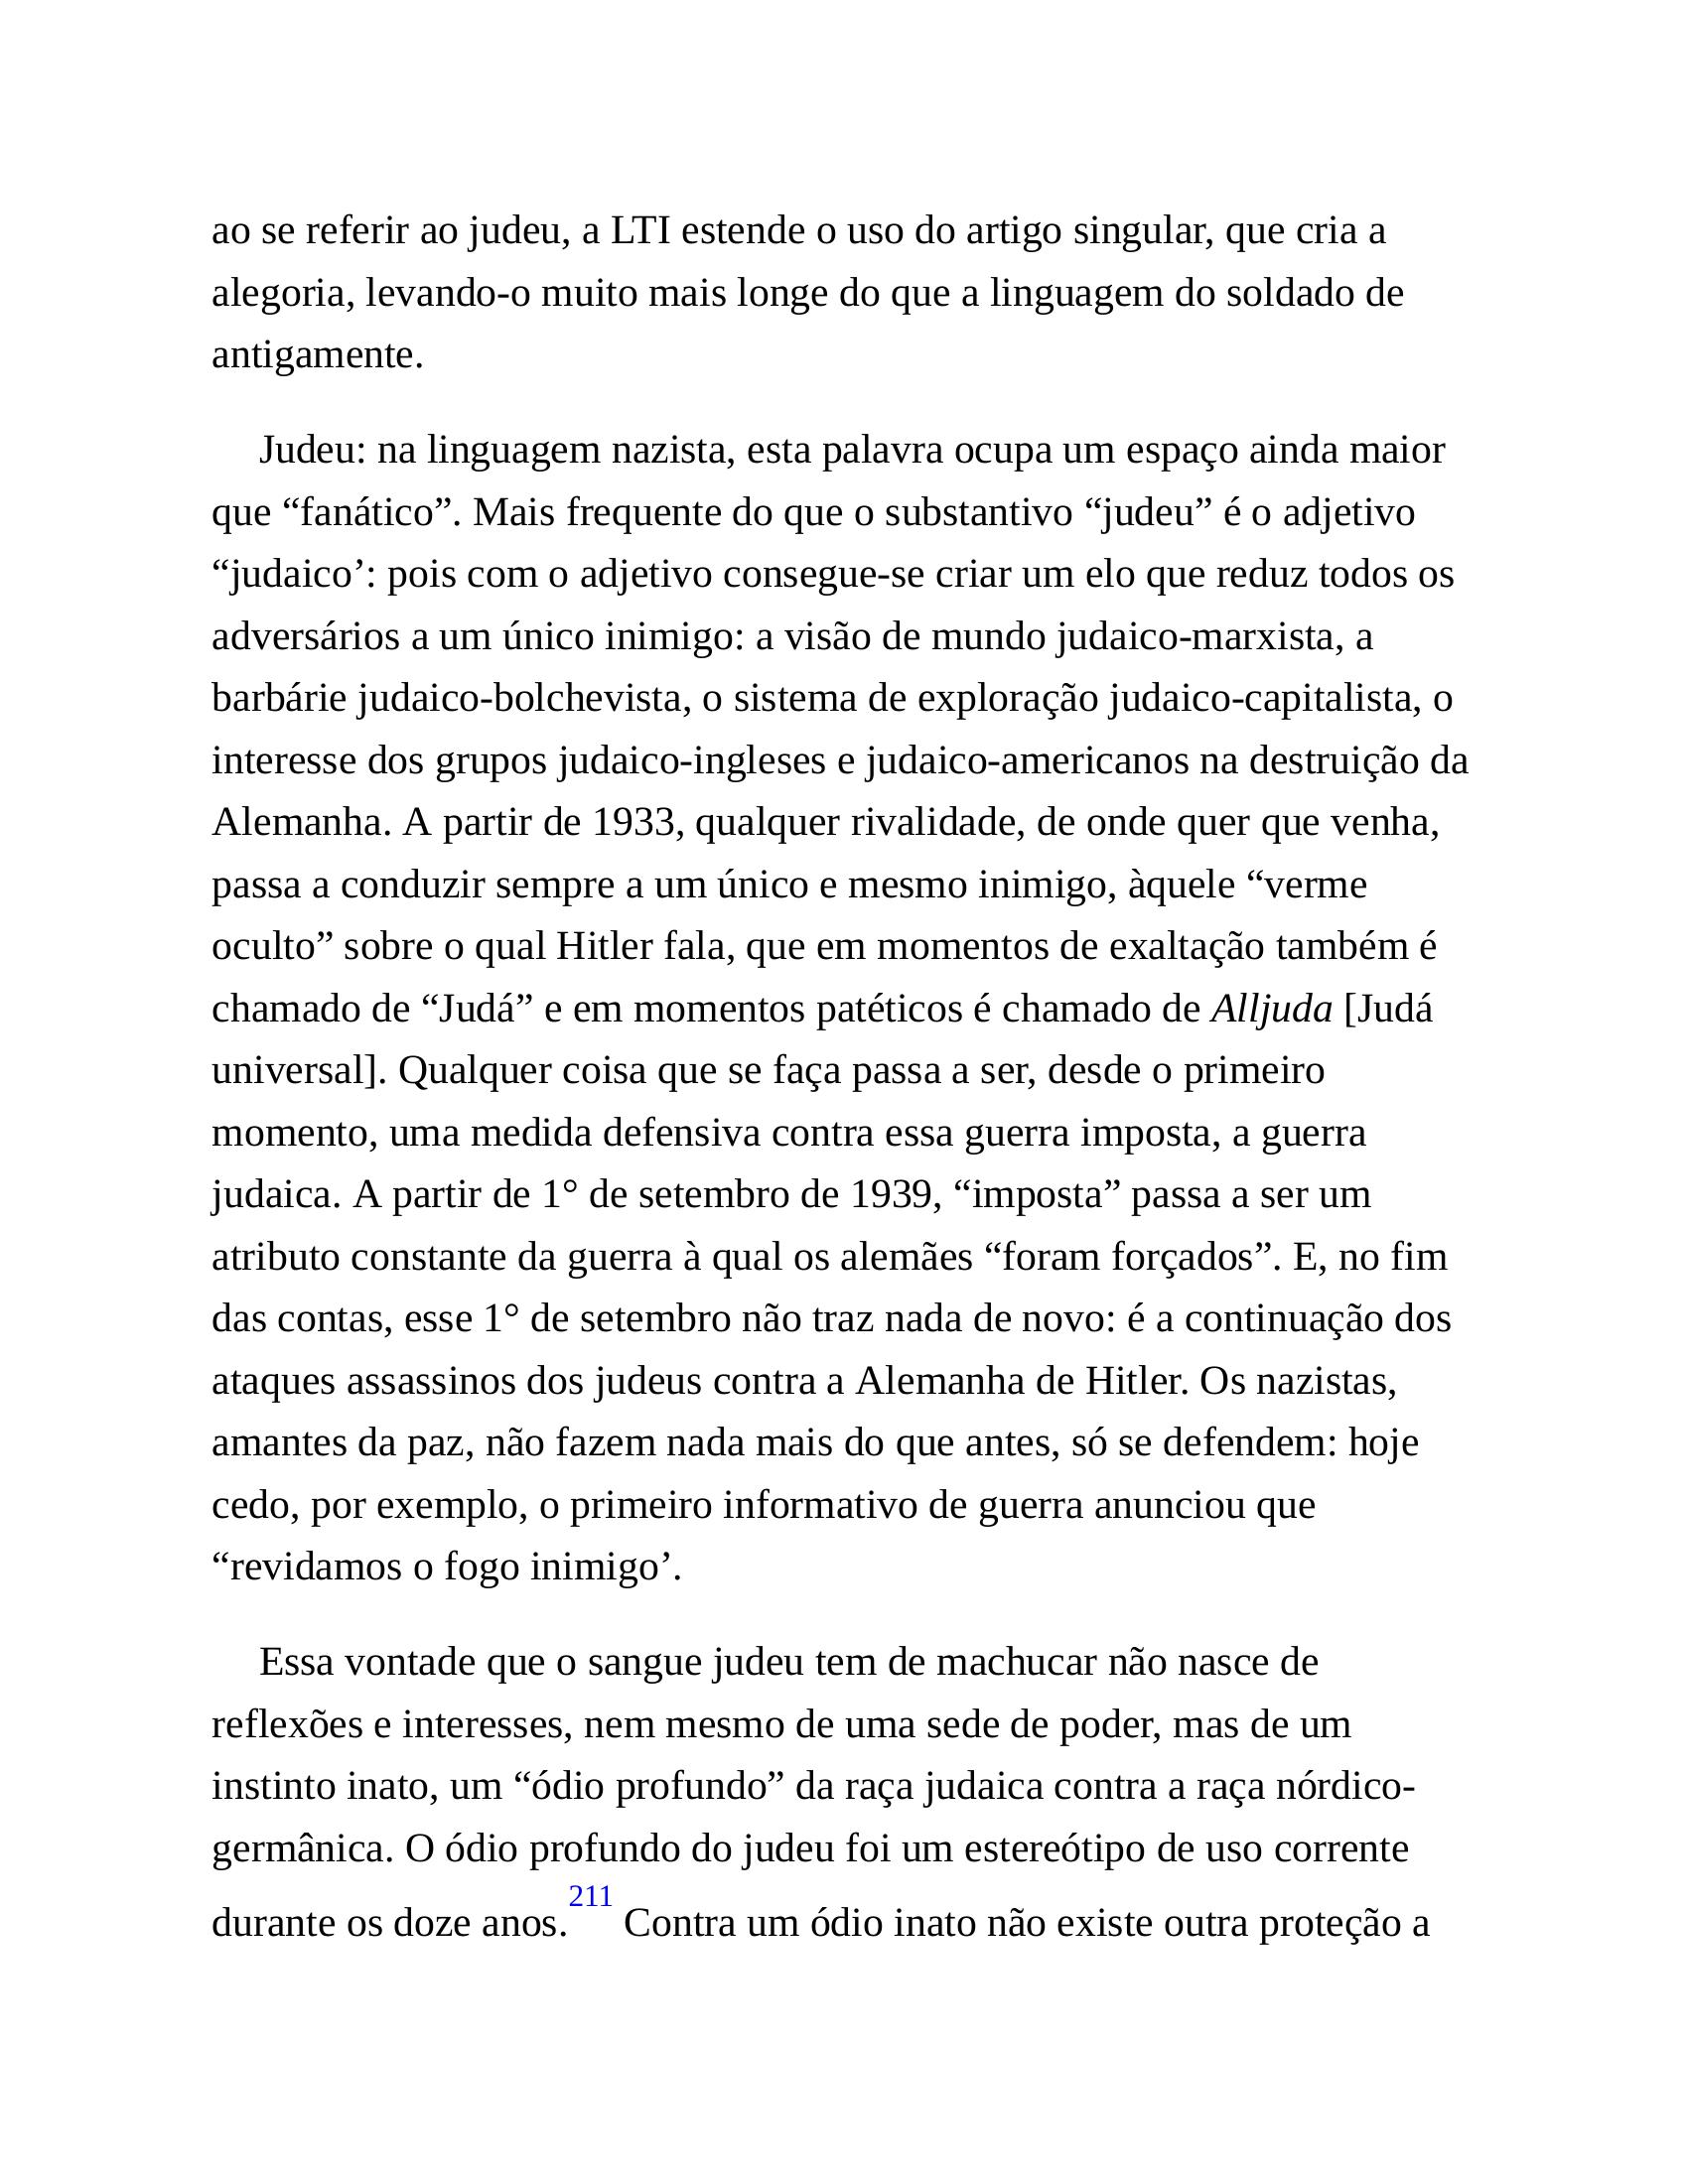 ao se referir ao judeu, a LTI estende o uso do artigo singular, que cria a
alegoria, levando-o muito mais longe do que a linguagem do soldado de
antigamente.
Judeu: na linguagem nazista, esta palavra ocupa um espaço ainda maior
que “fanático”. Mais frequente do que o substantivo “judeu” é o adjetivo
“judaico’: pois com o adjetivo consegue-se criar um elo que reduz todos os
adversários a um único inimigo: a visão de mundo judaico-marxista, a
barbárie judaico-bolchevista, o sistema de exploração judaico-capitalista, o
interesse dos grupos judaico-ingleses e judaico-americanos na destruição da
Alemanha. A partir de 1933, qualquer rivalidade, de onde quer que venha,
passa a conduzir sempre a um único e mesmo inimigo, àquele “verme
oculto” sobre o qual Hitler fala, que em momentos de exaltação também é
chamado de “Judá” e em momentos patéticos é chamado de Alljuda [Judá
universal]. Qualquer coisa que se faça passa a ser, desde o primeiro
momento, uma medida defensiva contra essa guerra imposta, a guerra
judaica. A partir de 1° de setembro de 1939, “imposta” passa a ser um
atributo constante da guerra à qual os alemães “foram forçados”. E, no fim
das contas, esse 1° de setembro não traz nada de novo: é a continuação dos
ataques assassinos dos judeus contra a Alemanha de Hitler. Os nazistas,
amantes da paz, não fazem nada mais do que antes, só se defendem: hoje
cedo, por exemplo, o primeiro informativo de guerra anunciou que
“revidamos o fogo inimigo’.
Essa vontade que o sangue judeu tem de machucar não nasce de
reflexões e interesses, nem mesmo de uma sede de poder, mas de um
instinto inato, um “ódio profundo” da raça judaica contra a raça nórdico-
germânica. O ódio profundo do judeu foi um estereótipo de uso corrente
durante os doze anos.211 Contra um ódio inato não existe outra proteção a